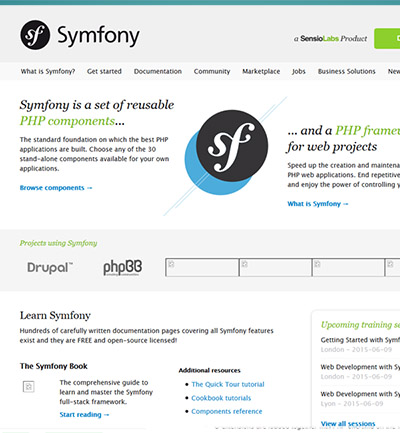 sf Symfony
a SensioLabs Product
What is Symfony? Get started Documentation Community Marketplace Jobs Business Solutions
Symfony is a set of reusable
PHP components...
The standard foundation on which the best PHP
applications are built. Choose any of the 30
stand-alone components available for your own
applications.
Browse components →
sf
... and a PHP
for web projects
Speed up the creation and
PHP web applications. End repetitive
and enjoy the power of controlling
What is Symfony →
Projects using Symfony
Drupal™ phpBB
Learn Symfony
Hundreds of carefully written documentation pages covering all Symfony features
exist and they are FREE and open-source licensed!
The Symfony Book
The comprehensive guide to
learn and master the Symfony
full-stack framework.
Start reading →
Additional resources
• The Quick Tour tutorial
• Cookbook tutorials
• Components reference
Upcoming training
Getting Started with
London - 2015-06-09
Web Development with
London - 2015-06-09
Web Development with
Lyon - 2015-06-09
View all sessions